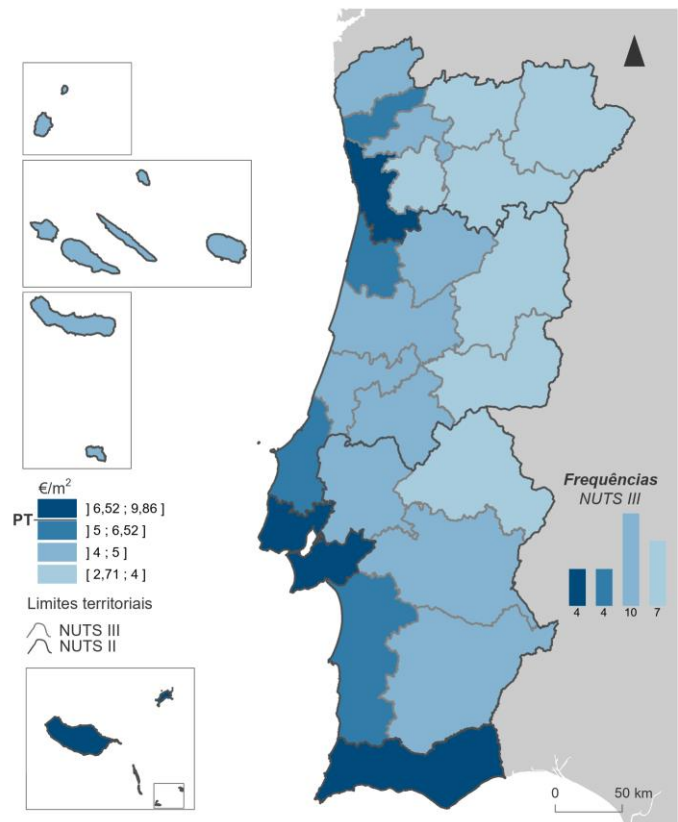 €/m²
PT
] 6,52 ; 9,86 ]
] 5 ; 6,52 ]
] 4 ; 5 ]
[ 2,71 ; 4 ]
Limites territoriais
NUTS III
NUTS II
Frequências
NUTS III
4 4 10 7
0 50 km